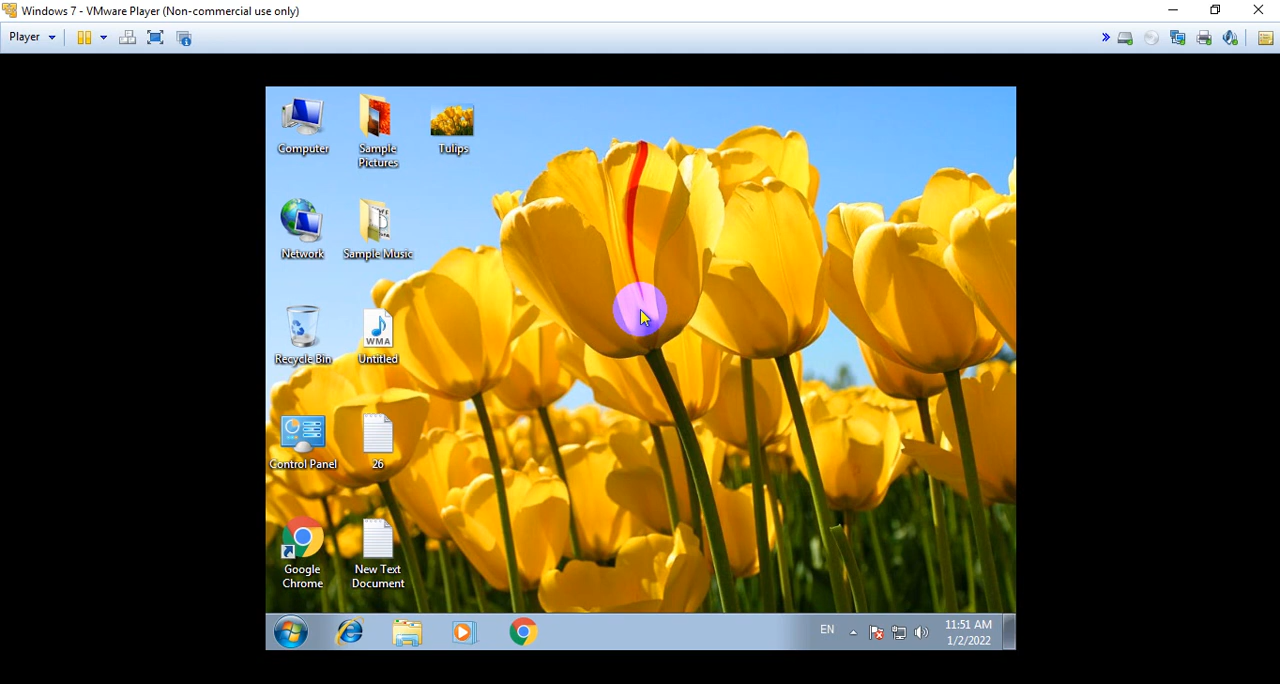 Windows 7 - VMware Player (Non-commercial use only)
Player
Computer
Sample
Pictures
Tulips
Network
Sample Music
Recycle Bin
WMA
Untitled
Control Panel
26
Google
Chrome
New Text
Document
EN
11:51 AM
1/2/2022